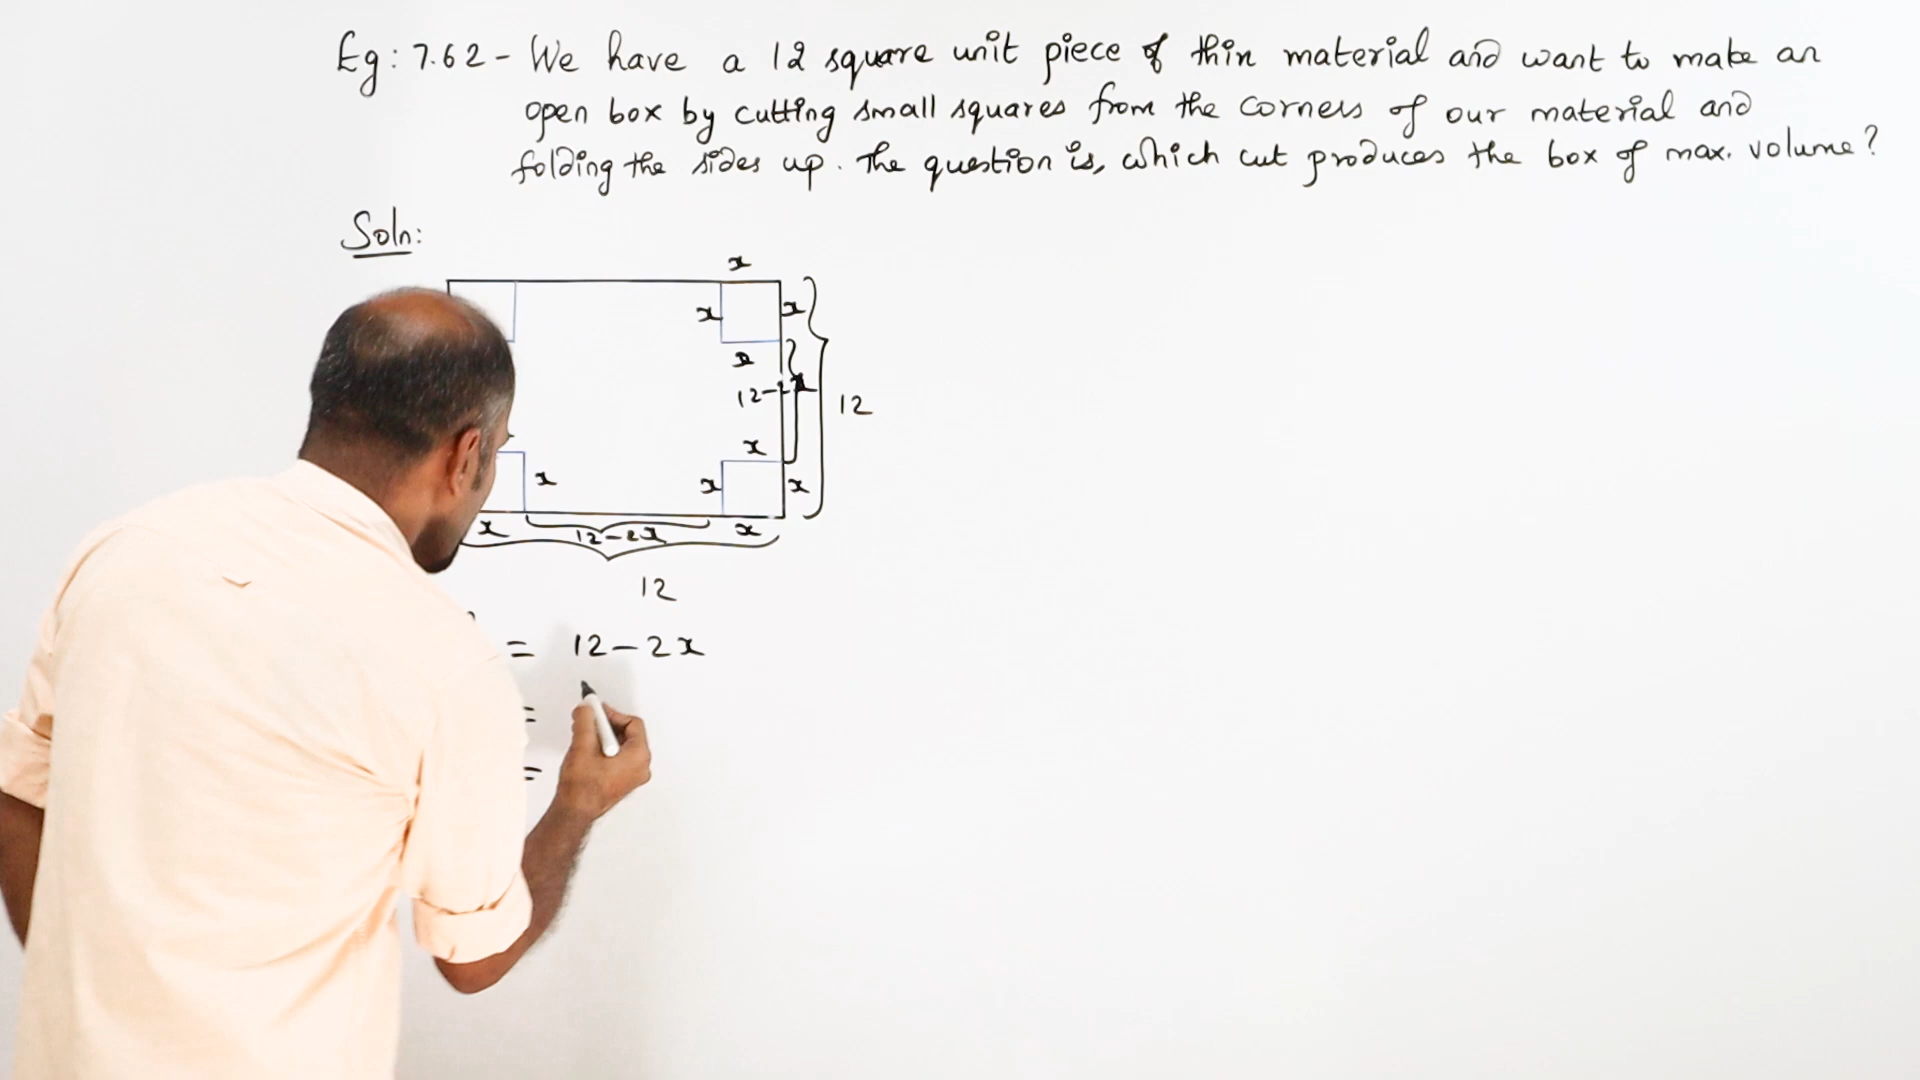 Eg: 7.62 - We have a 12 square unit piece of thin material and want to make an
open box by cutting small squares from the corners of our material and
folding the sides up. The question is, which cut produces the box of max. volume?
Soln:
x
x x
x
12-2x 12
x
x x x
x 12-2x x
12
= 12-2x
=
=